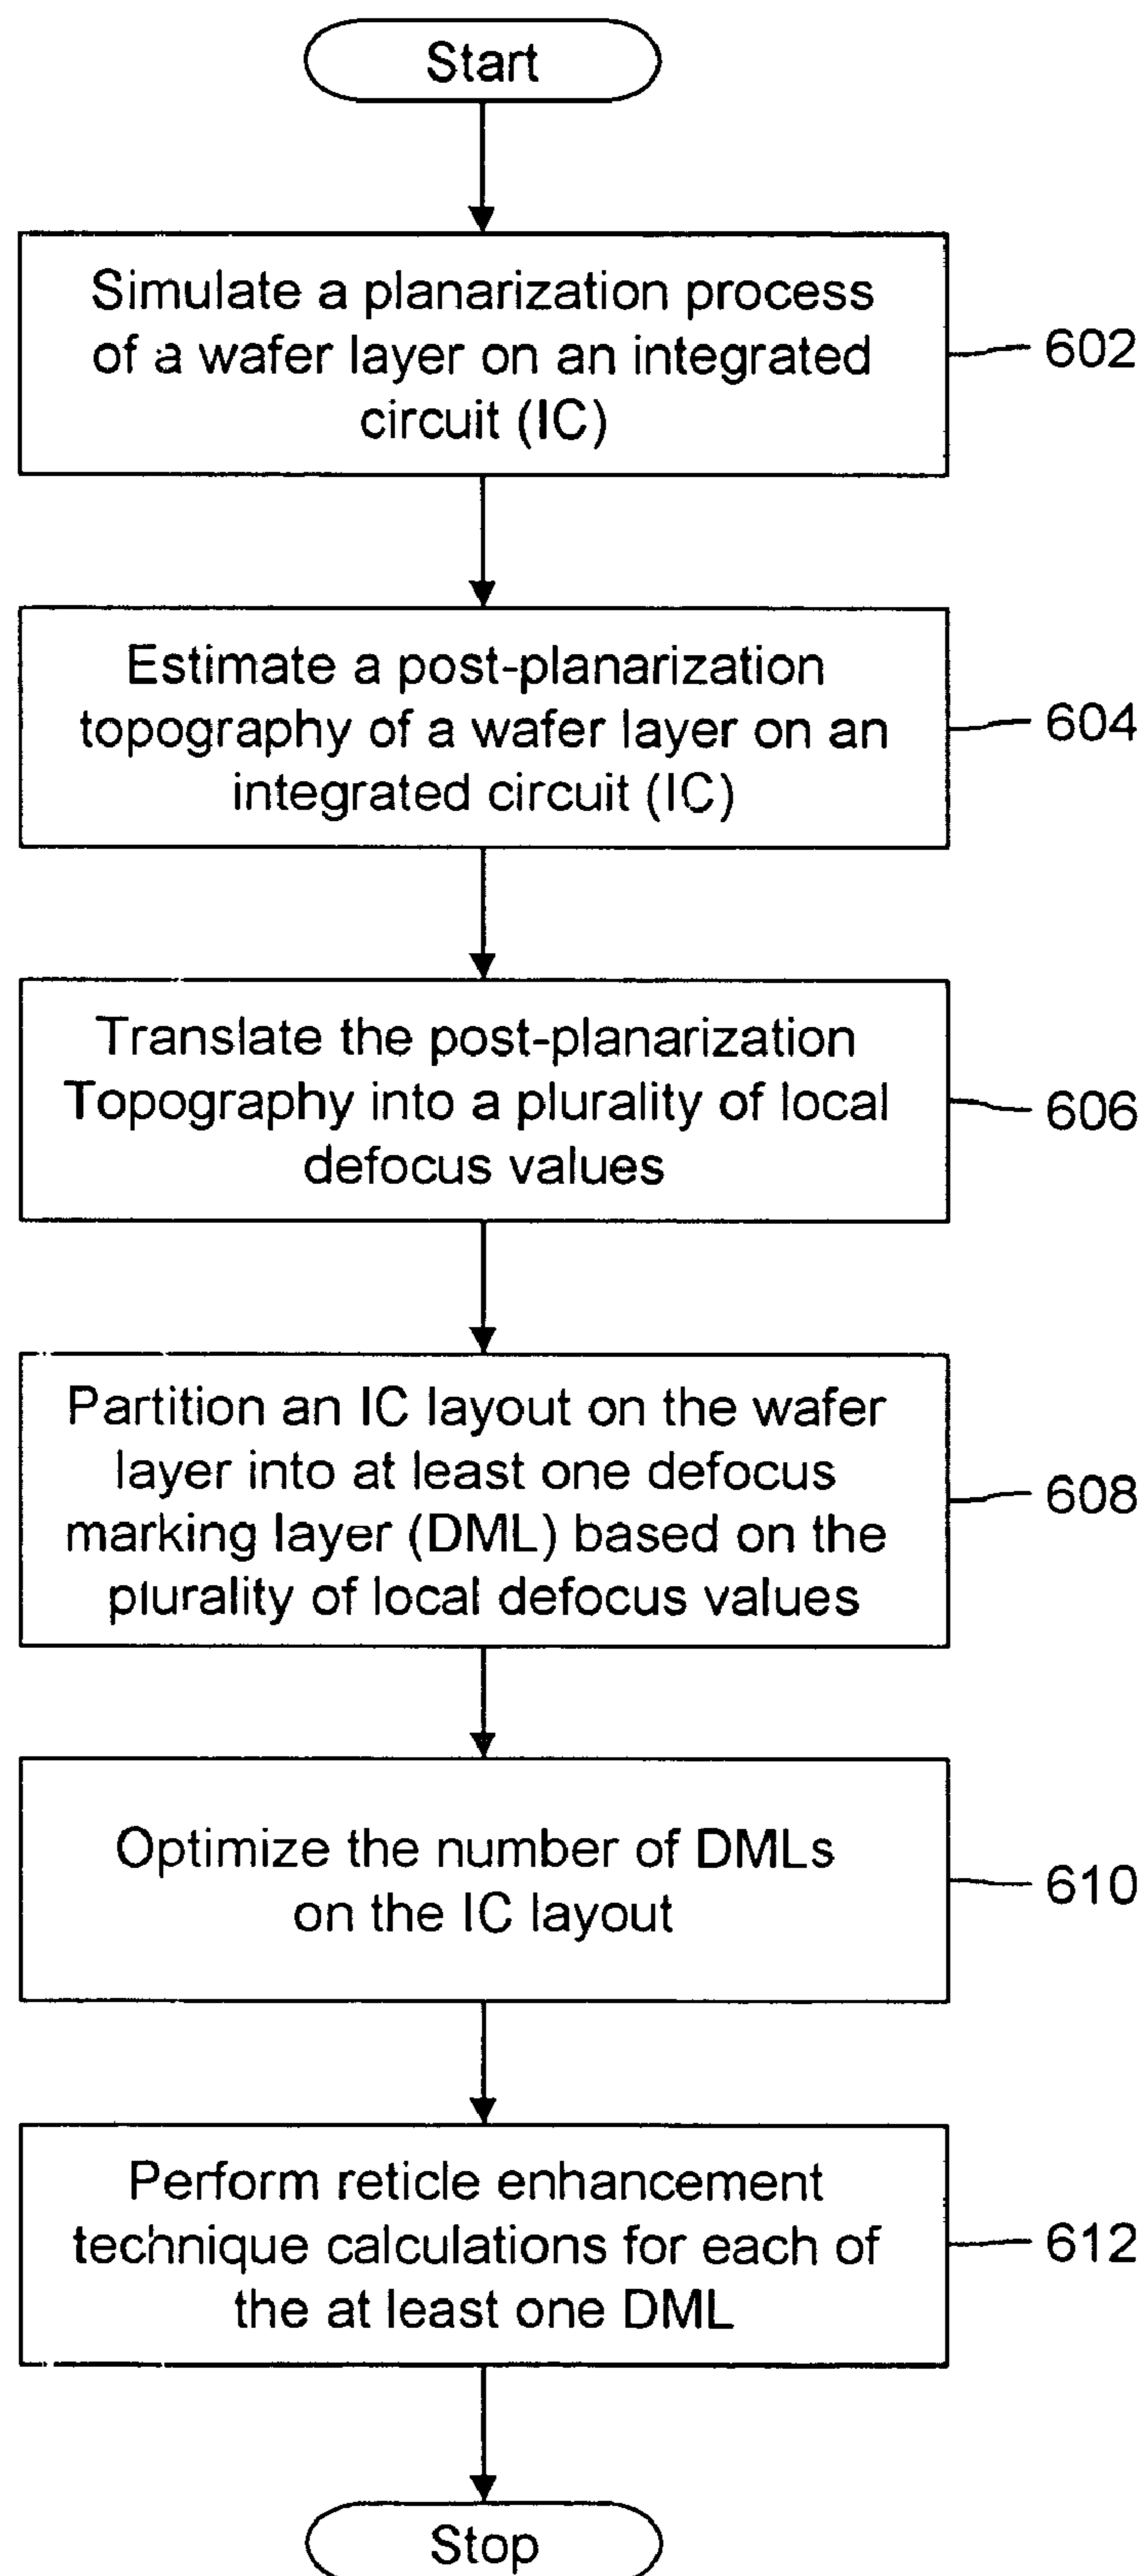 Start
Simulate a planarization process
of a wafer layer on an integrated
circuit (IC)
602
Estimate a post-planarization
topography of a wafer layer on an
integrated circuit (IC)
604
Translate the post-planarization
Topography into a plurality of local
defocus values
606
Partition an IC layout on the wafer
layer into at least one defocus
marking layer (DML) based on the
plurality of local defocus values
608
Optimize the number of DMLs
on the IC layout
610
Perform reticle enhancement
technique calculations for each of
the at least one DML
612
Stop